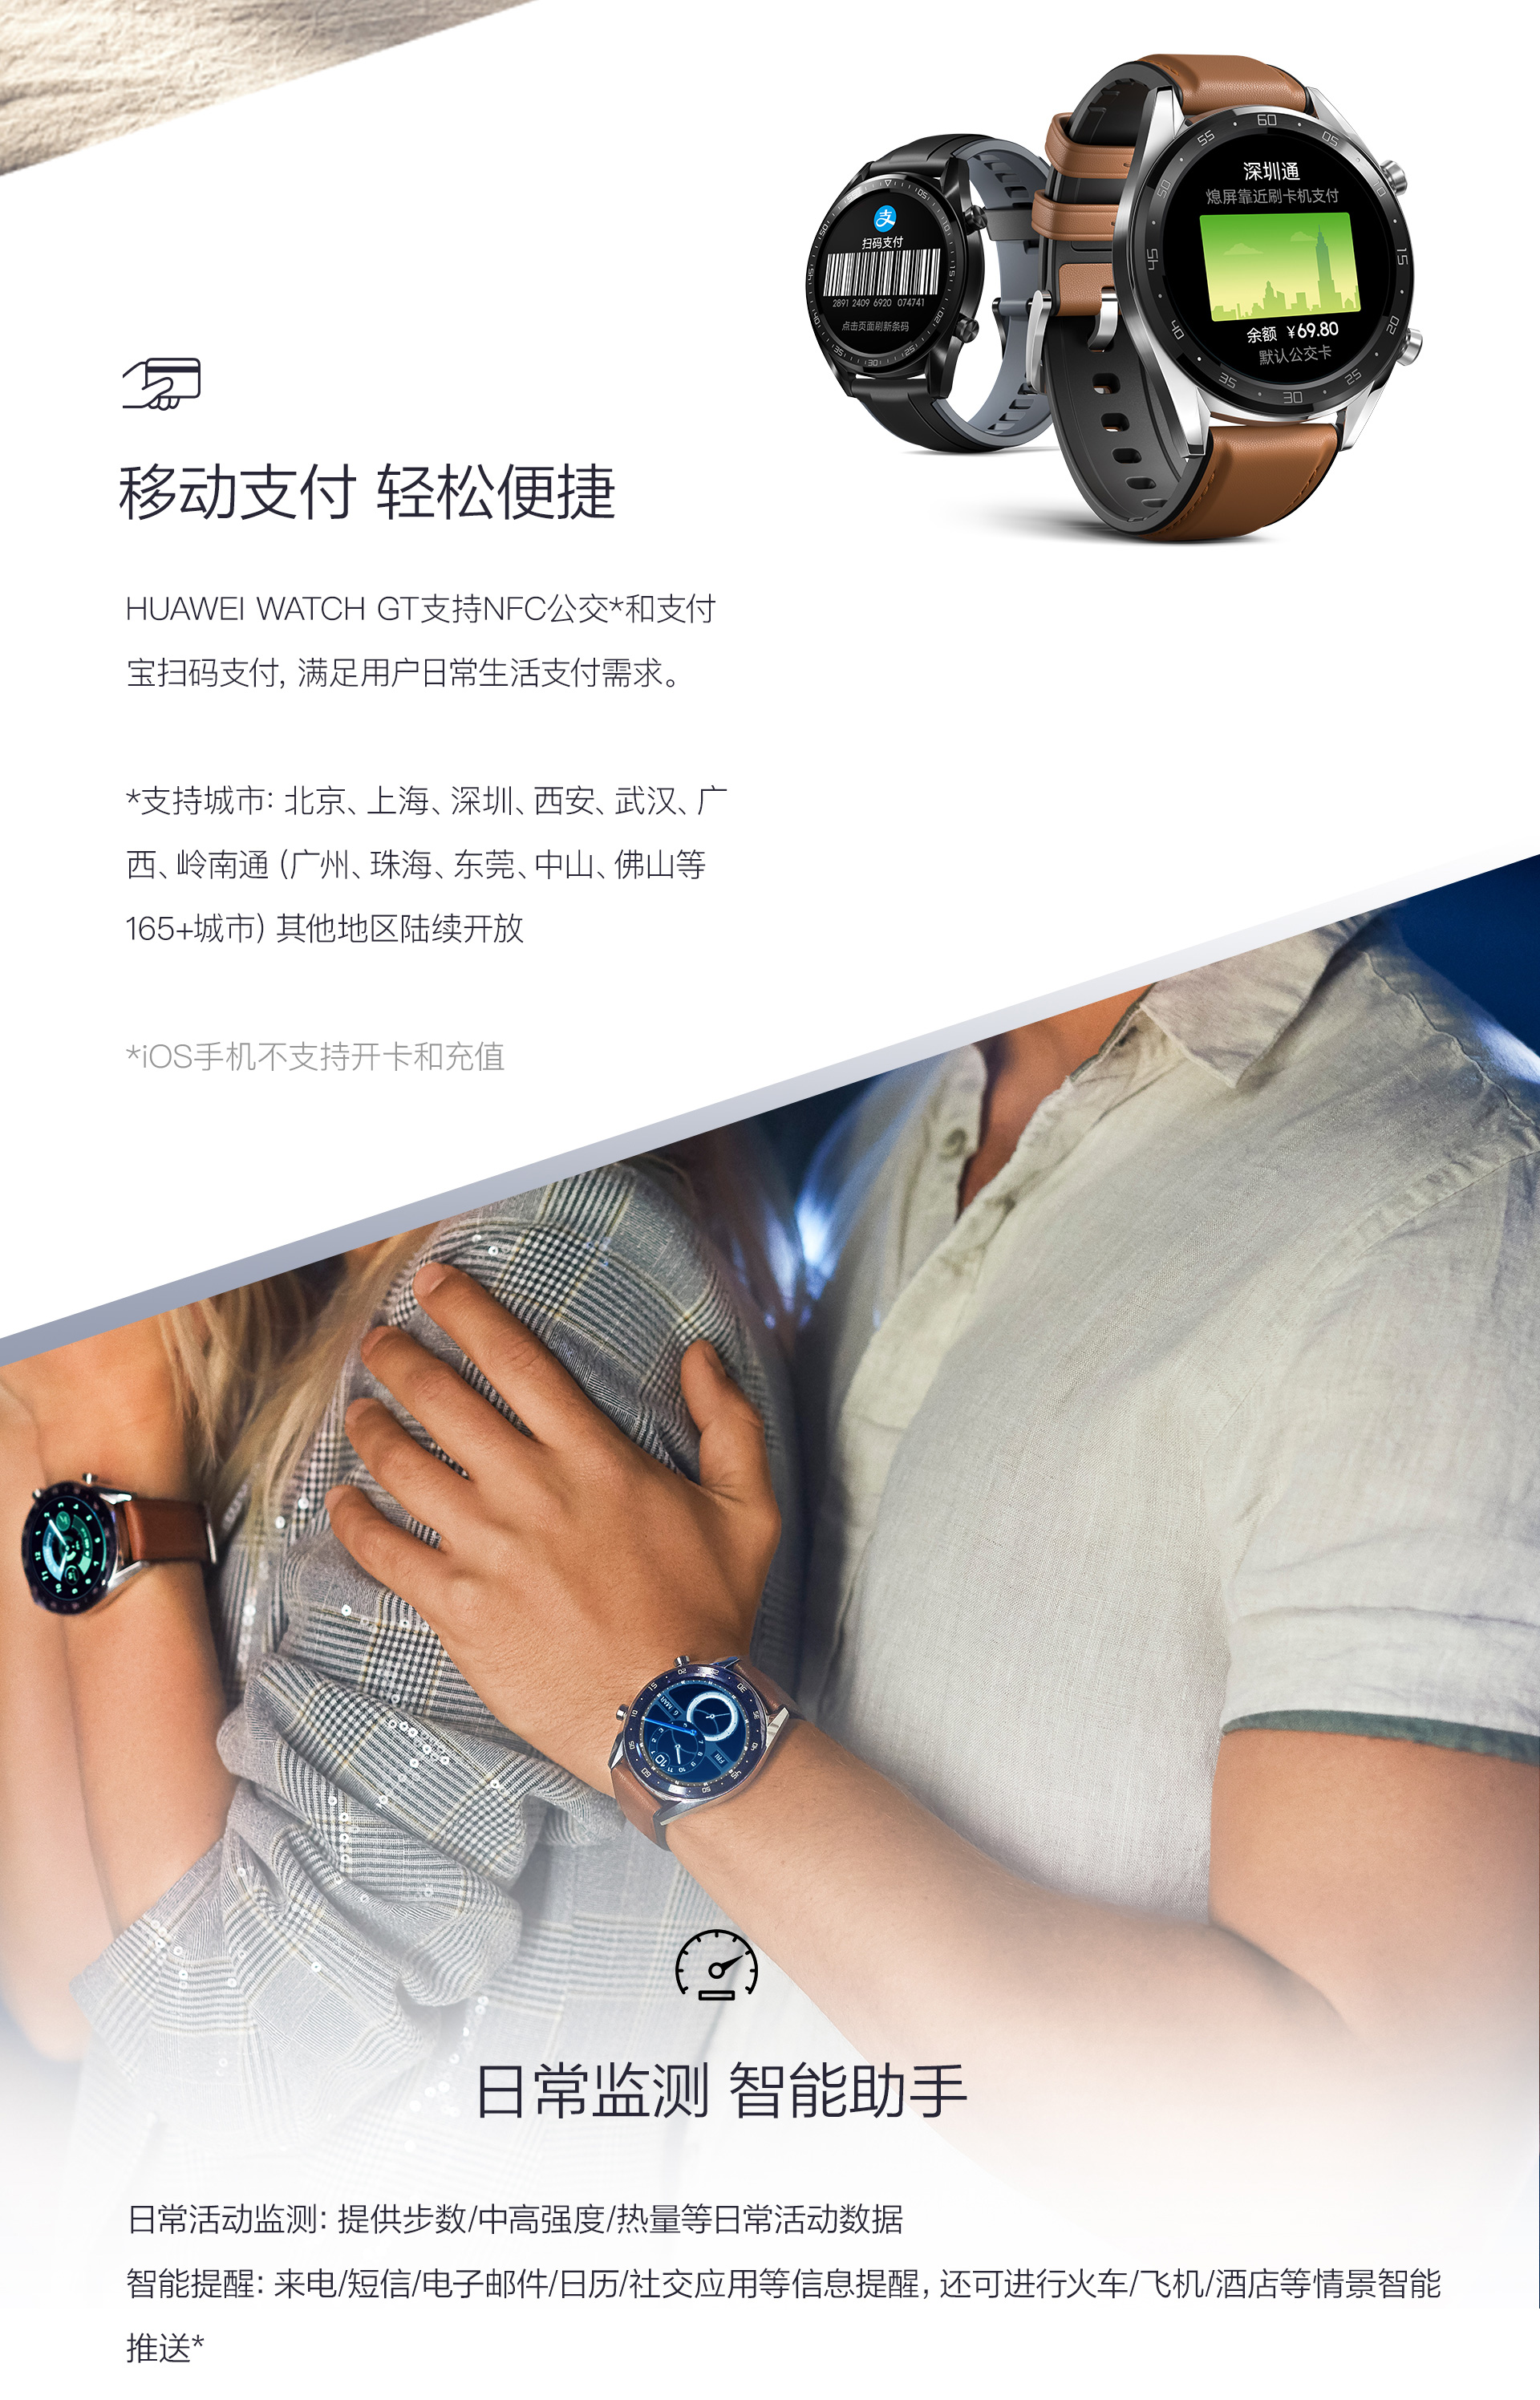 深圳通
熄屏靠近刷卡机支付
余额 ¥69.80
默认公交卡
支
扫码支付
2891 2409 6920 074741
点击页面刷新条码
移动支付 轻松便捷
HUAWEI WATCH GT支持NFC公交*和支付
宝扫码支付, 满足用户日常生活支付需求。
*支持城市: 北京、上海、深圳、西安、武汉、广
西、岭南通 (广州、珠海、东莞、中山、佛山等
165+城市) 其他地区陆续开放
*iOS手机不支持开卡和充值
日常监测 智能助手
日常活动监测: 提供步数/中高强度/热量等日常活动数据
智能提醒: 来电/短信/电子邮件/日历/社交应用等信息提醒, 还可进行火车/飞机/酒店等情景智能
推送*